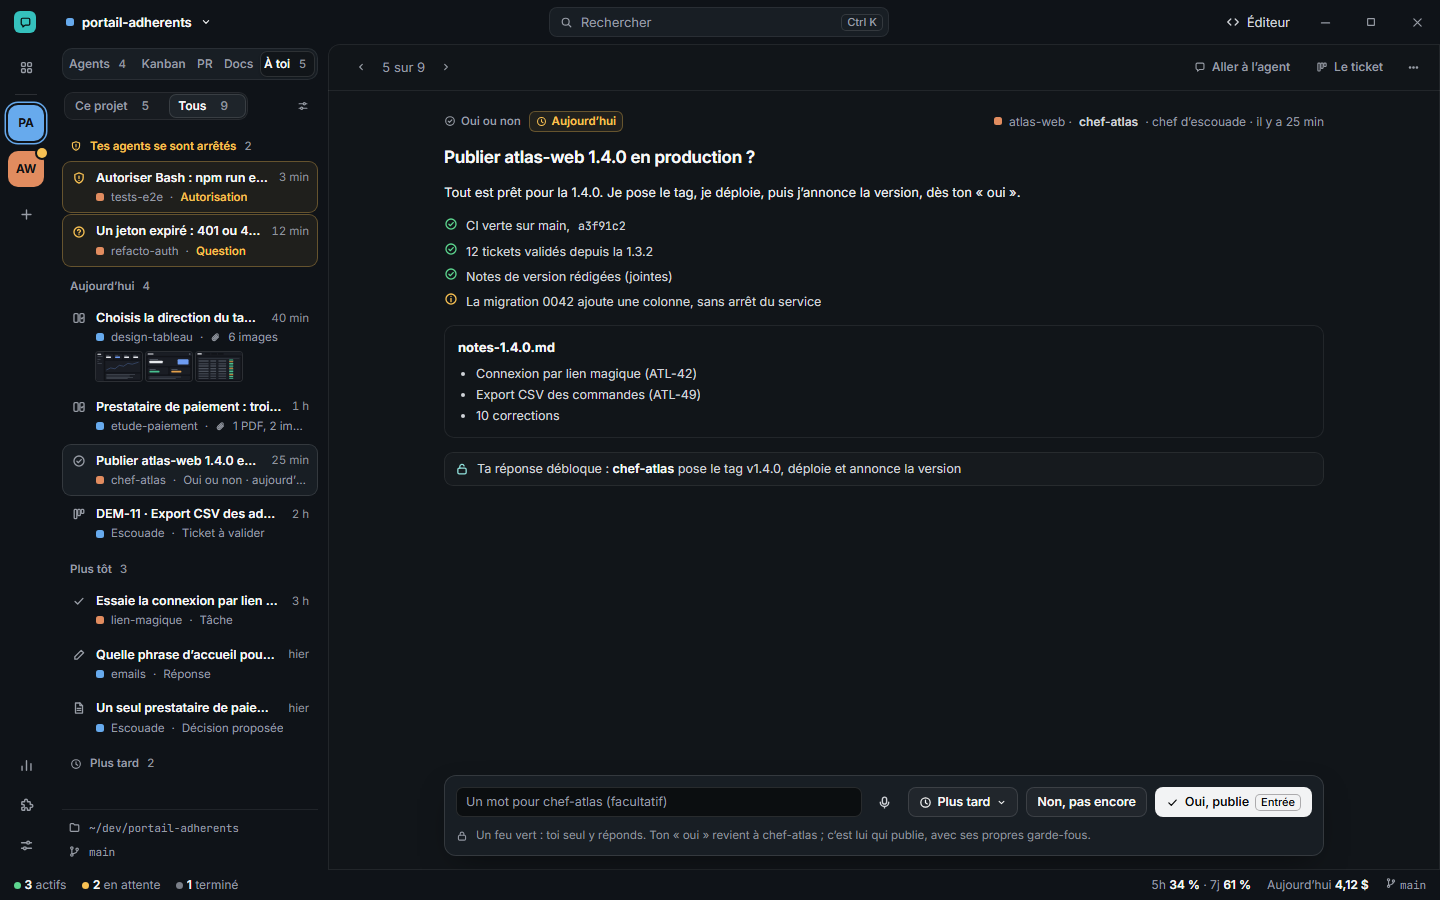 portail-adherents
Rechercher
Ctrl K
Éditeur
Agents 4 Kanban PR Docs À toi 5
Ce projet 5 Tous 9
PA
AW
Tes agents se sont arrêtés 2
Autoriser Bash : npm run e... 3 min
tests-e2e · Autorisation
Un jeton expiré : 401 ou 4... 12 min
refacto-auth · Question
Aujourd’hui 4
Choisis la direction du ta... 40 min
design-tableau · 6 images
Prestataire de paiement : troi... 1 h
etude-paiement · 1 PDF, 2 im...
Publier atlas-web 1.4.0 e... 25 min
chef-atlas · Oui ou non · aujourd’...
DEM-11 · Export CSV des ad... 2 h
Escouade · Ticket à valider
Plus tôt 3
Essaie la connexion par lien ... 3 h
lien-magique · Tâche
Quelle phrase d’accueil pou... hier
emails · Réponse
Un seul prestataire de paie... hier
Escouade · Décision proposée
Plus tard 2
~/dev/portail-adherents
main
5 sur 9
Aller à l’agent
Le ticket
Oui ou non
Aujourd’hui
atlas-web · chef-atlas · chef d’escouade · il y a 25 min
Publier atlas-web 1.4.0 en production ?
Tout est prêt pour la 1.4.0. Je pose le tag, je déploie, puis j’annonce la version, dès ton « oui ».
CI verte sur main, a3f91c2
12 tickets validés depuis la 1.3.2
Notes de version rédigées (jointes)
La migration 0042 ajoute une colonne, sans arrêt du service
notes-1.4.0.md
• Connexion par lien magique (ATL-42)
• Export CSV des commandes (ATL-49)
• 10 corrections
Ta réponse débloque : chef-atlas pose le tag v1.4.0, déploie et annonce la version
Un mot pour chef-atlas (facultatif)
Plus tard
Non, pas encore
Oui, publie Entrée
Un feu vert : toi seul y réponds. Ton « oui » revient à chef-atlas ; c’est lui qui publie, avec ses propres garde-fous.
3 actifs 2 en attente 1 terminé
5h 34 % · 7j 61 % Aujourd’hui 4,12 $ main